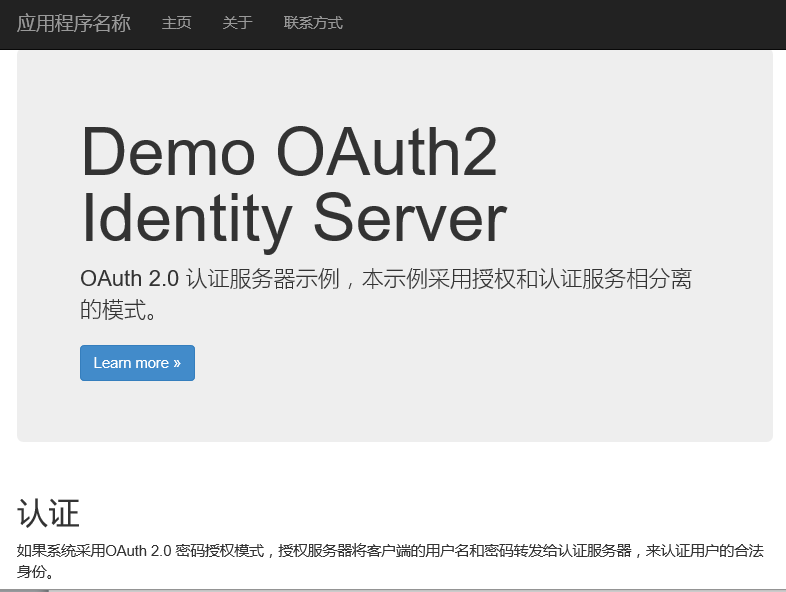 应用程序名称 主页 关于 联系方式
Demo OAuth2
Identity Server
OAuth 2.0 认证服务器示例，本示例采用授权和认证服务相分离
的模式。
Learn more »
认证
如果系统采用OAuth 2.0 密码授权模式，授权服务器将客户端的用户名和密码转发给认证服务器，来认证用户的合法
身份。